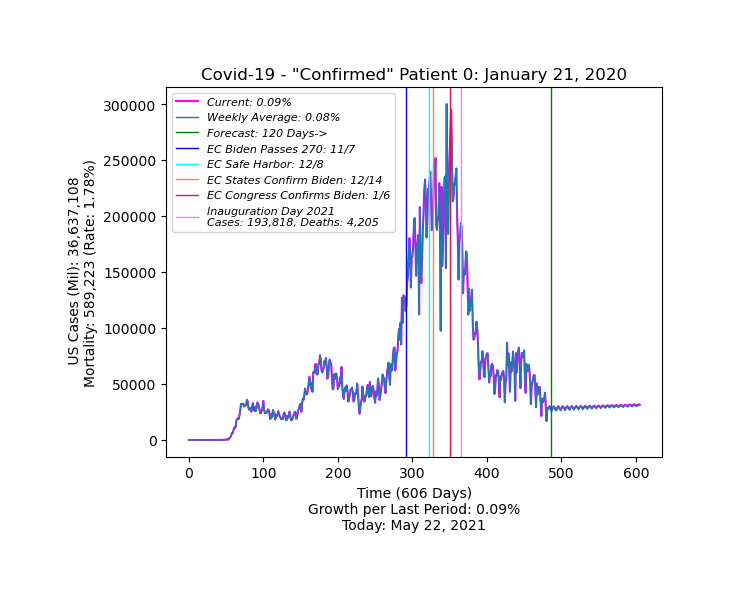 Covid-19 - "Confirmed" Patient 0: January 21, 2020
Current: 0.09%
Weekly Average: 0.08%
Forecast: 120 Days->
EC Biden Passes 270: 11/7
EC Safe Harbor: 12/8
EC States Confirm Biden: 12/14
EC Congress Confirms Biden: 1/6
Inauguration Day 2021
Cases: 193,818, Deaths: 4,205
300000
250000
200000
150000
100000
50000
0
US Cases (Mil): 36,637,108
Mortality: 589,223 (Rate: 1.78%)
0 100 200 300 400 500 600
Time (606 Days)
Growth per Last Period: 0.09%
Today: May 22, 2021